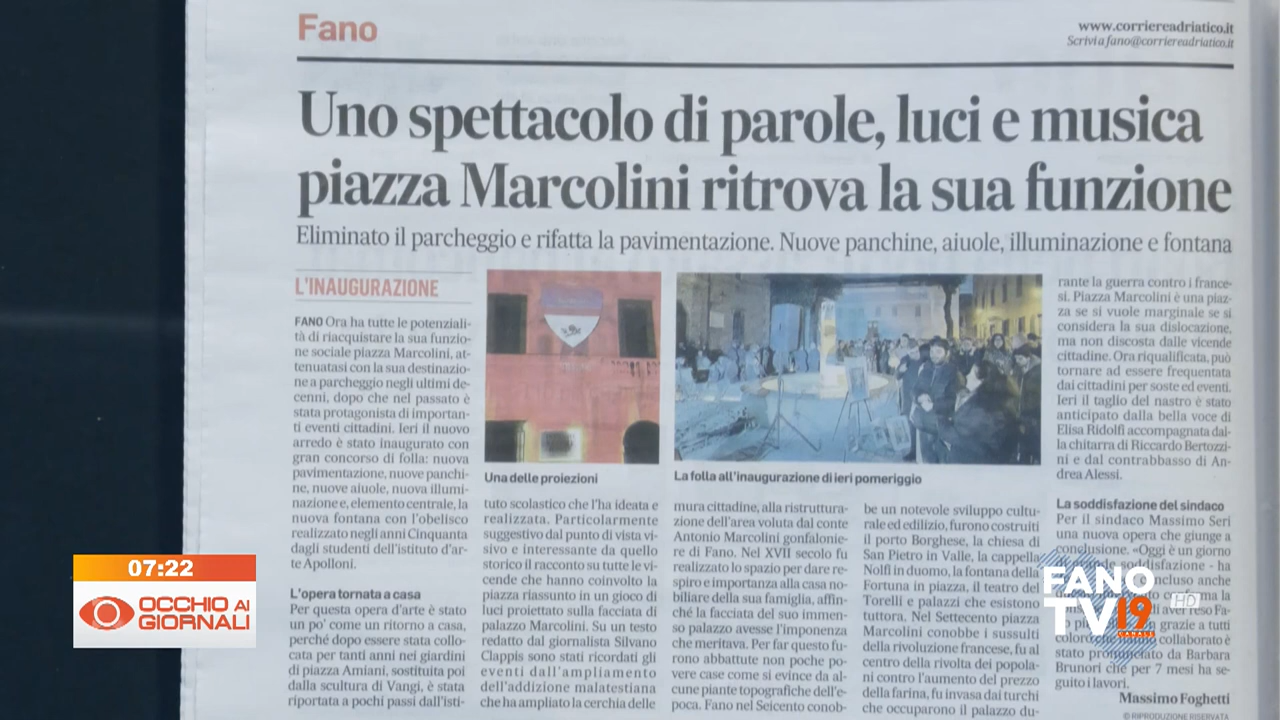 Fano
www.corriereadriatico.it
Scrivi a fano@corriereadriatico.it
Uno spettacolo di parole, luci e musica
piazza Marcolini ritrova la sua funzione
Eliminato il parcheggio e rifatta la pavimentazione. Nuove panchine, aiuole, illuminazione e fontana
L'INAUGURAZIONE
FANO Ora ha tutte le potenziali-
tà di riacquistare la sua funzio-
ne sociale piazza Marcolini, at-
tenuatasi con la sua destinazio-
ne a parcheggio negli ultimi de-
cenni, dopo che nel passato è
stata protagonista di importan-
ti eventi cittadini. Ieri il nuovo
arredo è stato inaugurato con
gran concorso di folla: nuova
pavimentazione, nuove panchi-
ne, nuove aiuole, nuova illumi-
nazione e, elemento centrale, la
nuova fontana con l'obelisco
realizzato negli anni Cinquanta
dagli studenti dell'istituto d'ar-
te Apolloni.
L'opera tornata a casa
Per questa opera d'arte è stato
un po' come un ritorno a casa,
perché dopo essere stata collo-
cata per tanti anni nei giardini
di piazza Amiani, sostituita poi
dalla scultura di Vangi, è stata
riportata a pochi passi dall'isti-
Una delle proiezioni
tuto scolastico che l'ha ideata e
realizzata. Particolarmente
suggestivo dal punto di vista vi-
sivo e interessante da quello
storico il racconto su tutte le vi-
cende che hanno coinvolto la
piazza riassunto in un gioco di
luci proiettato sulla facciata di
palazzo Marcolini. Su un testo
redatto dal giornalista Silvano
Clappis sono stati ricordati gli
eventi dall'ampliamento
dell'addizione malatestiana
che ha ampliato la cerchia delle
La folla all'inaugurazione di ieri pomeriggio
mura cittadine, alla ristruttura-
zione dell'area voluta dal conte
Antonio Marcolini gonfalonie-
re di Fano. Nel XVII secolo fu
realizzato lo spazio per dare re-
spiro e importanza alla casa no-
biliare della sua famiglia, affin-
ché la facciata del suo immen-
so palazzo avesse l'imponenza
che meritava. Per far questo fu-
rono abbattute non poche po-
vere case come si evince da al-
cune piante topografiche dell'e-
poca. Fano nel Seicento conob-
be un notevole sviluppo cultu-
rale ed edilizio, furono costruiti
il porto Borghese, la chiesa di
San Pietro in Valle, la cappella
Nolfi in duomo, la fontana della
Fortuna in piazza, il teatro del
Torelli e palazzi che esistono
tuttora. Nel Settecento piazza
Marcolini conobbe i sussulti
della rivoluzione francese, fu al
centro della rivolta dei popola-
ni contro l'aumento del prezzo
della farina, fu invasa dai turchi
che occuparono il palazzo du-
rante la guerra contro i france-
si. Piazza Marcolini è una piaz-
za se si vuole marginale se si
considera la sua dislocazione,
ma non discosta dalle vicende
cittadine. Ora riqualificata, può
tornare ad essere frequentata
dai cittadini per soste ed eventi.
Ieri il taglio del nastro è stato
anticipato dalla bella voce di
Elisa Ridolfi accompagnata dal-
la chitarra di Riccardo Bertozzi-
ni e dal contrabbasso di An-
drea Alessi.
La soddisfazione del sindaco
Per il sindaco Massimo Seri
una nuova opera che giunge a
conclusione. «Oggi è un giorno
soddisfazione - ha
incluso anche
ma la
reso Fa-
grazie a tutti
coloro che hanno collaborato è
stato pronunciato da Barbara
Brunori che per 7 mesi ha se-
guito i lavori.
Massimo Foghetti
© RIPRODUZIONE RISERVATA
07:22
OCCHIO AI
GIORNALI
FANO
TV19 HD
CANALE